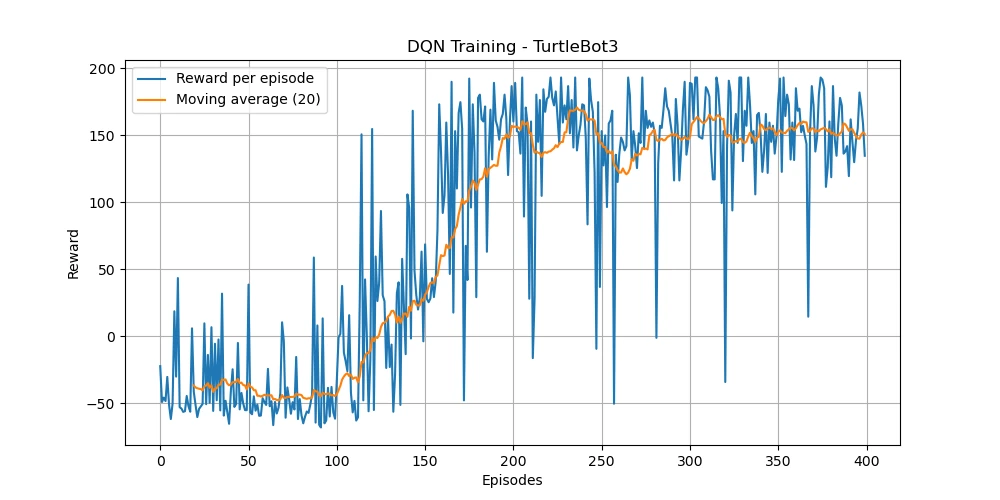 DQN Training - TurtleBot3
Reward per episode
Moving average (20)
200
150
100
50
0
−50
Reward
0 50 100 150 200 250 300 350 400
Episodes